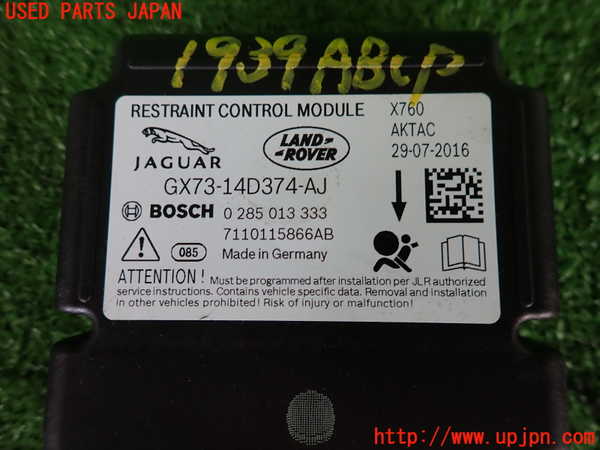 USED PARTS JAPAN
1939ABcp
RESTRAINT CONTROL MODULE
X760
AKTAC
29-07-2016
JAGUAR
LAND-
ROVER
GX73-14D374-AJ
BOSCH 0 285 013 333
7110115866AB
085
Made in Germany
ATTENTION ! Must be programmed after installation per JLR authorized
service instructions. Contains vehicle specific data. Removal and installation
in other vehicles prohibited! Risk of injury or malfunction!
http://www.upjpn.com/